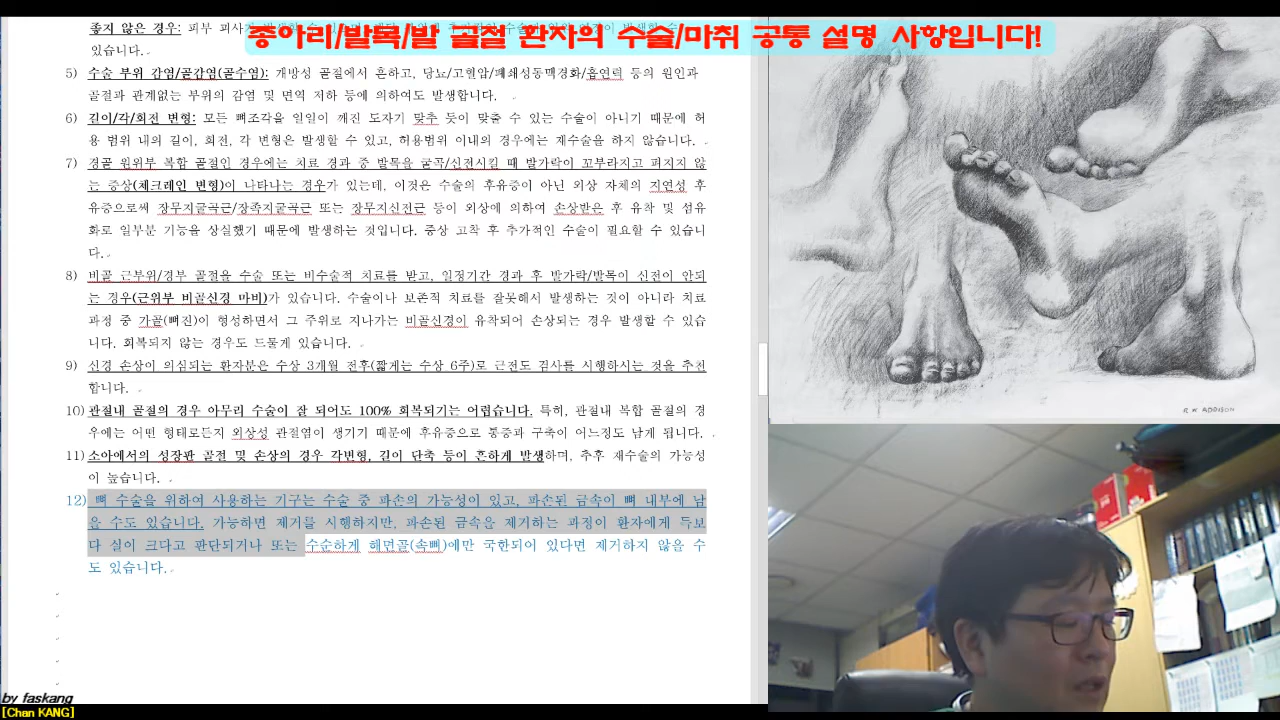 종아리/발목/발 골절 환자의 수술/마취 공통 설명 사항입니다!
좋지 않은 경우: 피부 괴사가
있습니다.
5) 수술 부위 감염/골감염(골수염): 개방성 골절에서 흔하고, 당뇨/고혈압/폐쇄성동맥경화/흡연력 등의 원인과
골절과 관계없는 부위의 감염 및 면역 저하 등에 의하여도 발생합니다.
6) 길이/각/회전 변형: 모든 뼈조각을 일일이 깨진 도자기 맞추 듯이 맞출 수 있는 수술이 아니기 때문에 허
용 범위 내의 길이, 회전, 각 변형은 발생할 수 있고, 허용범위 이내의 경우에는 재수술을 하지 않습니다.
7) 경골 원위부 복합 골절인 경우에는 치료 경과 중 발목을 굴곡/신전시킬 때 발가락이 꼬부라지고 펴지지 않
는 증상(체크레인 변형)이 나타나는 경우가 있는데, 이것은 수술의 후유증이 아닌 외상 자체의 지연성 후
유증으로써 장무지굴곡근/장족지굴곡근 또는 장무지신전근 등이 외상에 의하여 손상받은 후 유착 및 섬유
화로 일부분 기능을 상실했기 때문에 발생하는 것입니다. 증상 고착 후 추가적인 수술이 필요할 수 있습니
다.
8) 비골 근부위/경부 골절을 수술 또는 비수술적 치료를 받고, 일정기간 경과 후 발가락/발목이 신전이 안되
는 경우(근위부 비골신경 마비)가 있습니다. 수술이나 보존적 치료를 잘못해서 발생하는 것이 아니라 치료
과정 중 가골(뼈진)이 형성하면서 그 주위로 지나가는 비골신경이 유착되어 손상되는 경우 발생할 수 있습
니다. 회복되지 않는 경우도 드물게 있습니다.
9) 신경 손상이 의심되는 환자분은 수상 3개월 전후(짧게는 수상 6주)로 근전도 검사를 시행하시는 것을 추천
합니다.
10) 관절내 골절의 경우 아무리 수술이 잘 되어도 100% 회복되기는 어렵습니다. 특히, 관절내 복합 골절의 경
우에는 어떤 형태로든지 외상성 관절염이 생기기 때문에 후유증으로 통증과 구축이 어느정도 남게 됩니다.
11) 소아에서의 성장판 골절 및 손상의 경우 각변형, 길이 단축 등이 흔하게 발생하며, 추후 재수술의 가능성
이 높습니다.
12) 뼈 수술을 위하여 사용하는 기구는 수술 중 파손의 가능성이 있고, 파손된 금속이 뼈 내부에 남
을 수도 있습니다. 가능하면 제거를 시행하지만, 파손된 금속을 제거하는 과정이 환자에게 득보
다 실이 크다고 판단되거나 또는 수순하게 해면골(속뼈)에만 국한되어 있다면 제거하지 않을 수
도 있습니다.
R W ADDISON
by faskang
[Chan KANG]